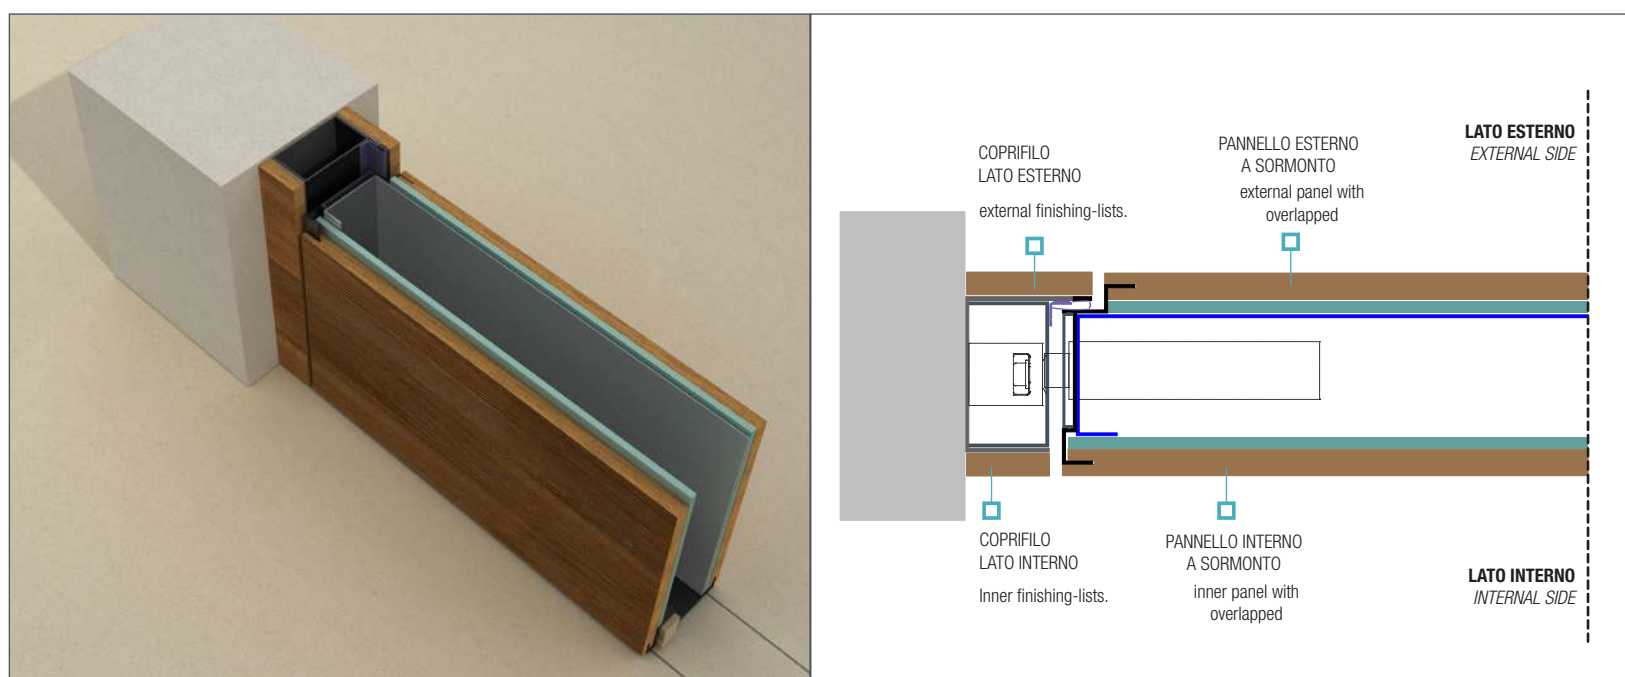 LATO ESTERNO
EXTERNAL SIDE
PANNELLO ESTERNO
A SORMONTO
external panel with
overlapped
COPRIFILO
LATO ESTERNO
external finishing-lists.
COPRIFILO
LATO INTERNO
Inner finishing-lists.
PANNELLO INTERNO
A SORMONTO
inner panel with
overlapped
LATO INTERNO
INTERNAL SIDE